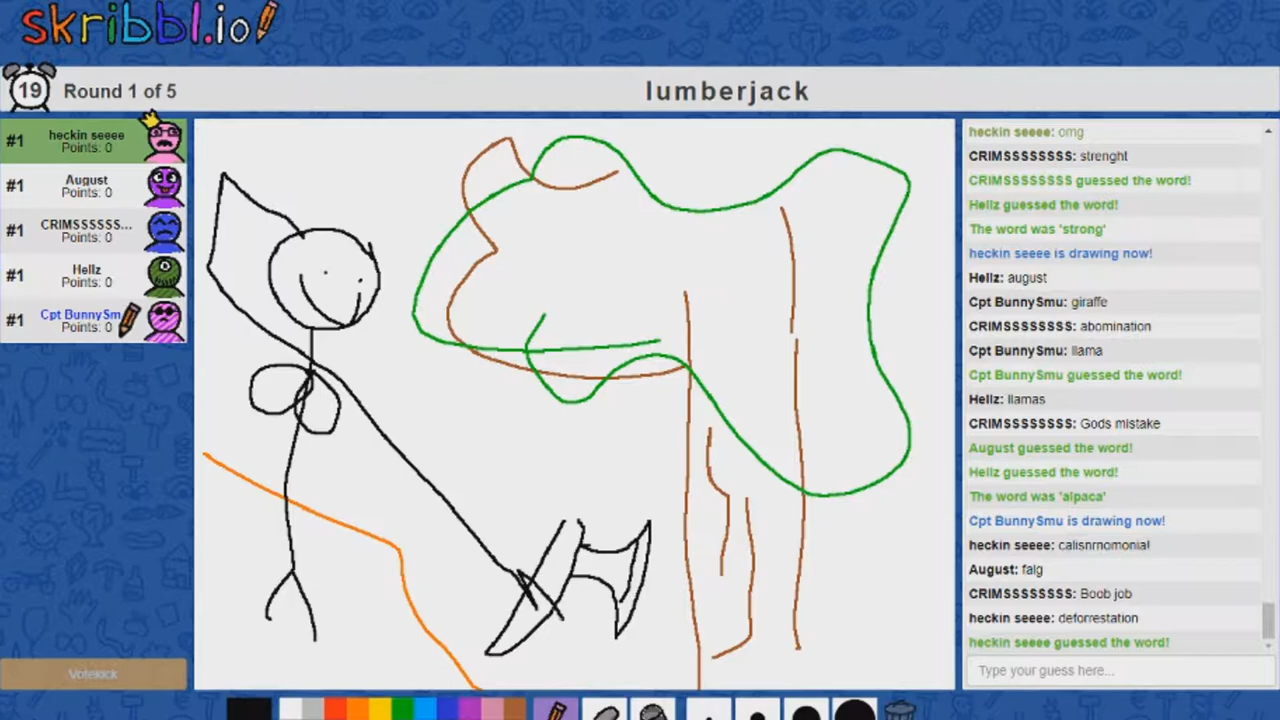 skribbl.io
19
Round 1 of 5
lumberjack
#1
heckin seeee
Points: 0
#1
August
Points: 0
#1
CRIMSSSSSS...
Points: 0
#1
Hellz
Points: 0
#1
Cpt BunnySm
Points: 0
Votekick
heckin seeee: omg
CRIMSSSSSSSS: strenght
CRIMSSSSSSSS guessed the word!
Hellz guessed the word!
The word was 'strong'
heckin seeee is drawing now!
Hellz: august
Cpt BunnySmu: giraffe
CRIMSSSSSSSS: abomination
Cpt BunnySmu: llama
Cpt BunnySmu guessed the word!
Hellz: llamas
CRIMSSSSSSSS: Gods mistake
August guessed the word!
Hellz guessed the word!
The word was 'alpaca'
Cpt BunnySmu is drawing now!
heckin seeee: calisnrnomonial
August: falg
CRIMSSSSSSSS: Boob job
heckin seeee: deforrestation
heckin seeee guessed the word!
Type your guess here...